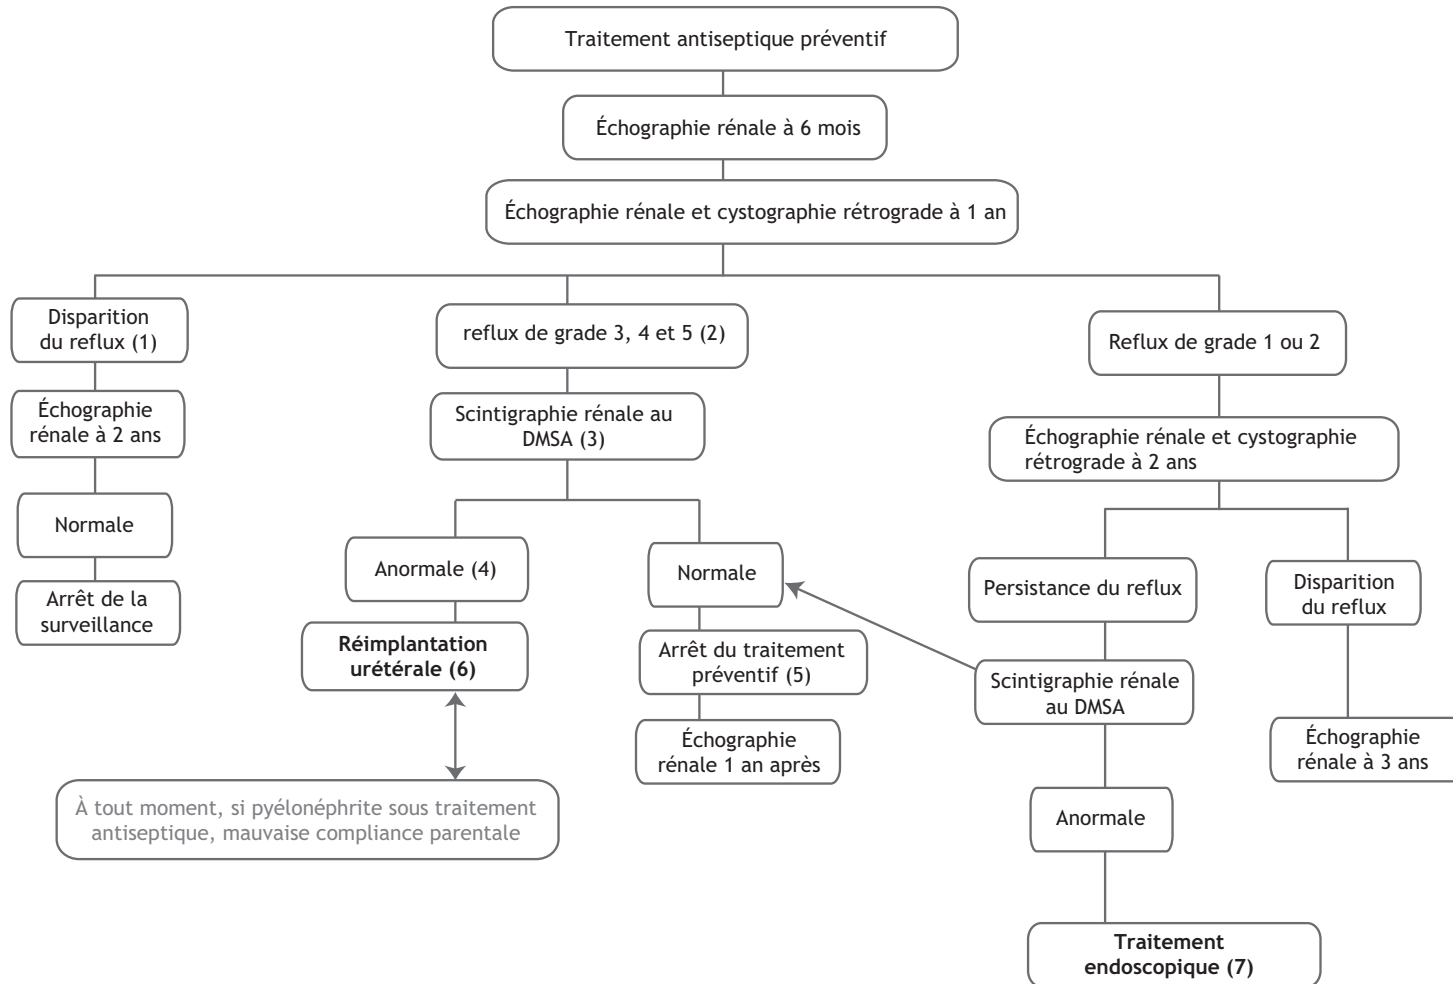 Traitement antiseptique préventif
Échographie rénale à 6 mois
Échographie rénale et cystographie rétrograde à 1 an
Disparition
du reflux (1)
reflux de grade 3, 4 et 5 (2)
Reflux de grade 1 ou 2
Échographie
rénale à 2 ans
Scintigraphie rénale au
DMSA (3)
Échographie rénale et cystographie
rétrograde à 2 ans
Normale
Anormale (4)
Normale
Persistance du reflux
Disparition
du reflux
Arrêt de la
surveillance
Réimplantation
urétérale (6)
Arrêt du traitement
préventif (5)
Scintigraphie rénale
au DMSA
Échographie
rénale 1 an après
Échographie
rénale à 3 ans
À tout moment, si pyélonéphrite sous traitement
antiseptique, mauvaise compliance parentale
Anormale
Traitement
endoscopique (7)